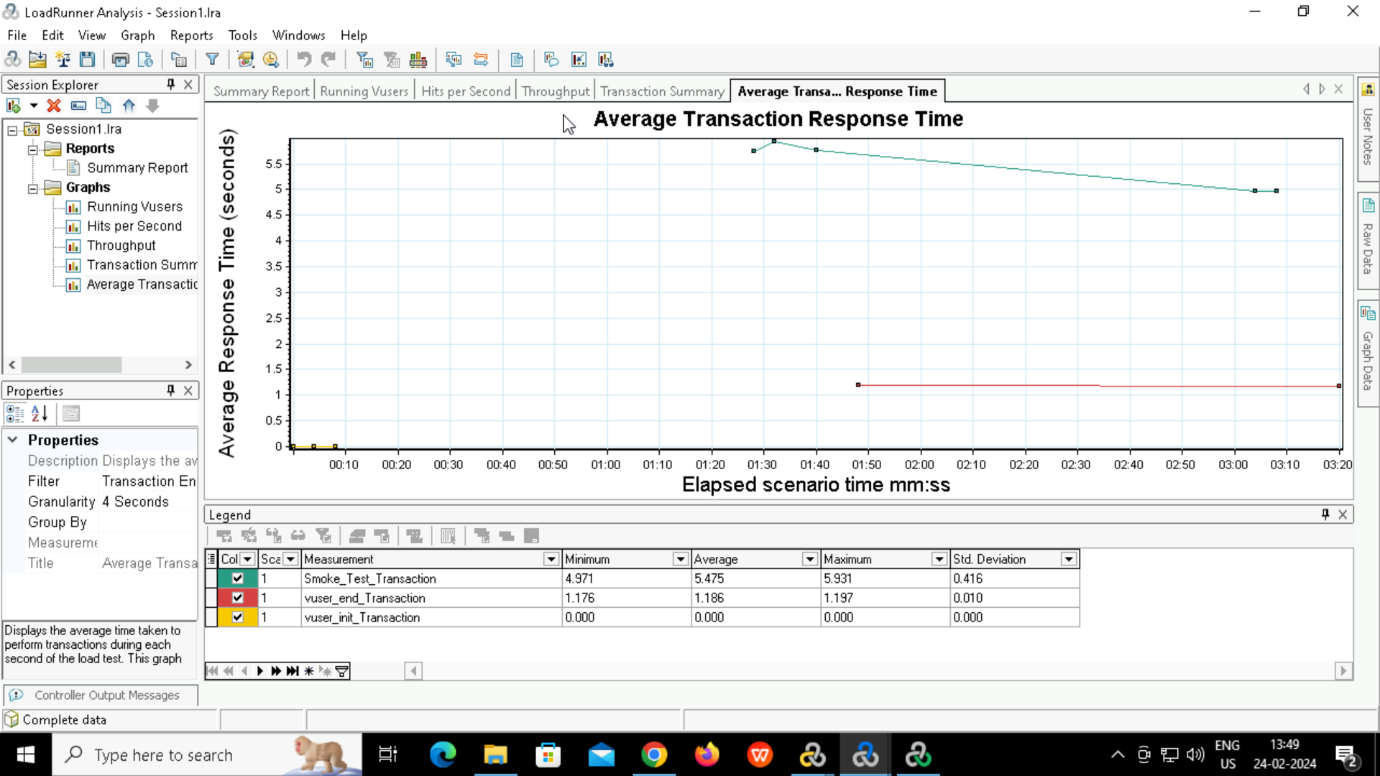 LoadRunner Analysis - Session1.lra
File Edit View Graph Reports Tools Windows Help
Session Explorer
Session1.lra
Reports
Summary Report
Graphs
Running Vusers
Hits per Second
Throughput
Transaction Summ
Average Transactic
Properties
Properties
Description Displays the av
Filter Transaction En
Granularity 4 Seconds
Group By
Measureme
Title Average Transa
Displays the average time taken to
perform transactions during each
second of the load test. This graph
Controller Output Messages
Complete data
Summary Report Running Vusers Hits per Second Throughput Transaction Summary Average Transa... Response Time
Average Transaction Response Time
Average Response Time (seconds)
5.5
5
4.5
4
3.5
3
2.5
2
1.5
1
0.5
0
00:10 00:20 00:30 00:40 00:50 01:00 01:10 01:20 01:30 01:40 01:50 02:00 02:10 02:20 02:30 02:40 02:50 03:00 03:10 03:20
Elapsed scenario time mm:ss
Legend
Col Sca Measurement Minimum Average Maximum Std. Deviation
1 Smoke_Test_Transaction 4.971 5.475 5.931 0.416
1 vuser_end_Transaction 1.176 1.186 1.197 0.010
1 vuser_init_Transaction 0.000 0.000 0.000 0.000
User Notes
Raw Data
Graph Data
Type here to search
W
ENG
US
13:49
24-02-2024
2